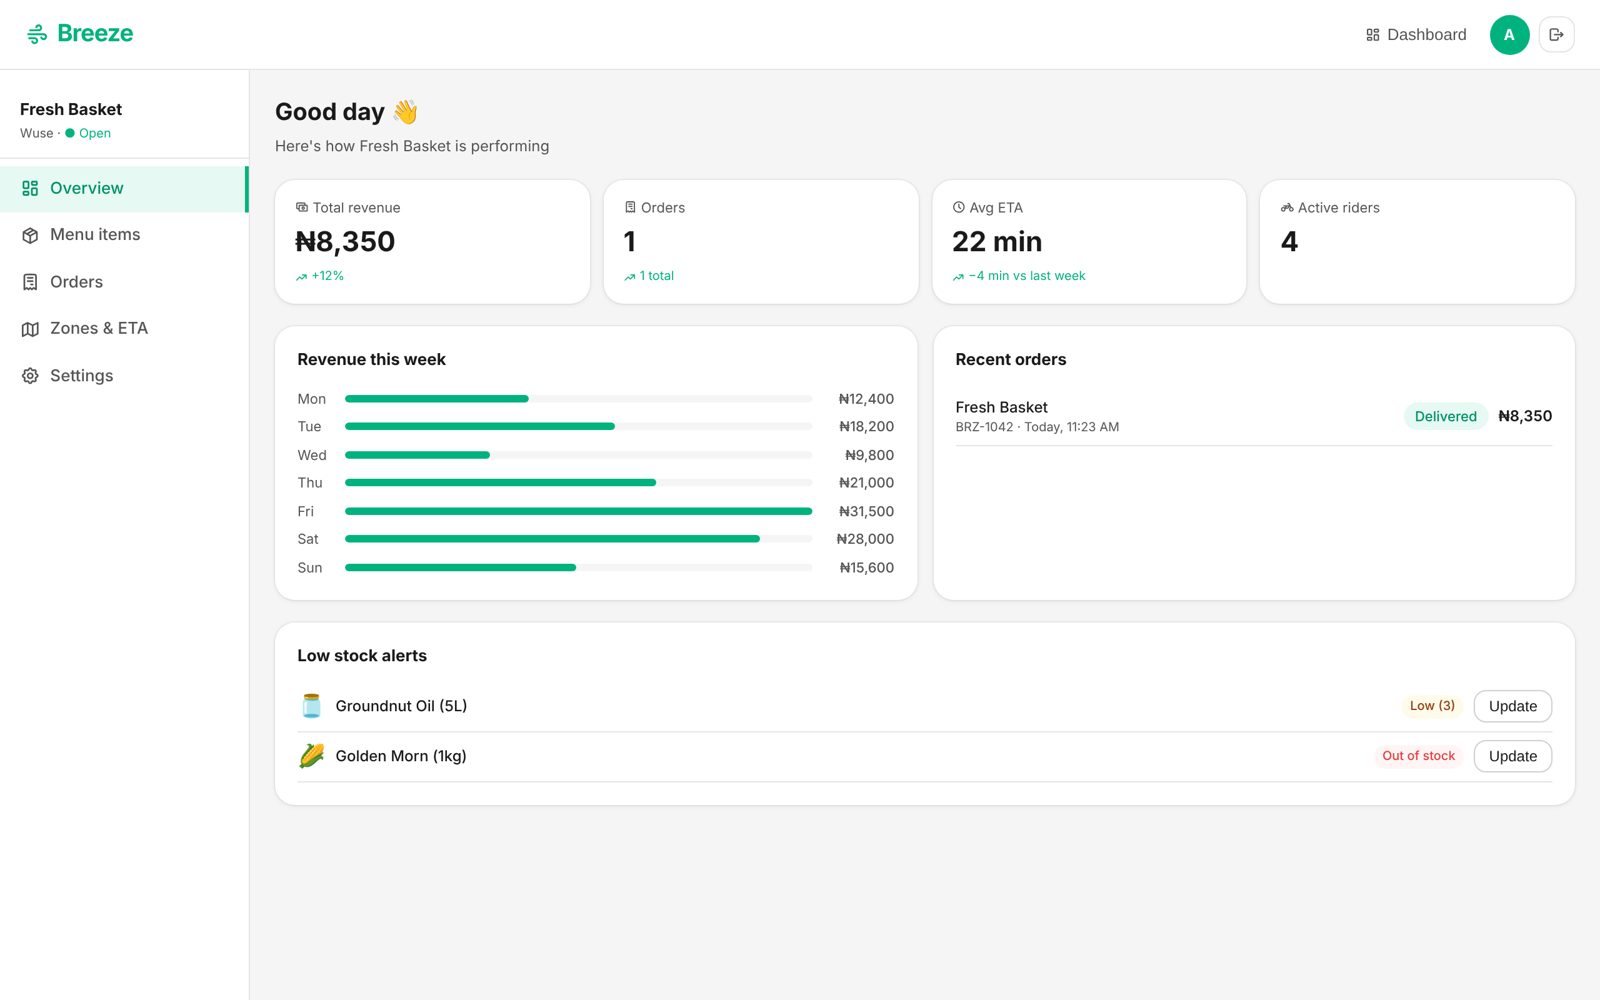 Breeze
Dashboard
A
Fresh Basket
Wuse · Open
Overview
Menu items
Orders
Zones & ETA
Settings
Good day 👋
Here's how Fresh Basket is performing
Total revenue
₦8,350
+12%
Orders
1
1 total
Avg ETA
22 min
−4 min vs last week
Active riders
4
Revenue this week
Mon ₦12,400
Tue ₦18,200
Wed ₦9,800
Thu ₦21,000
Fri ₦31,500
Sat ₦28,000
Sun ₦15,600
Recent orders
Fresh Basket
BRZ-1042 · Today, 11:23 AM
Delivered ₦8,350
Low stock alerts
Groundnut Oil (5L) Low (3) Update
Golden Morn (1kg) Out of stock Update